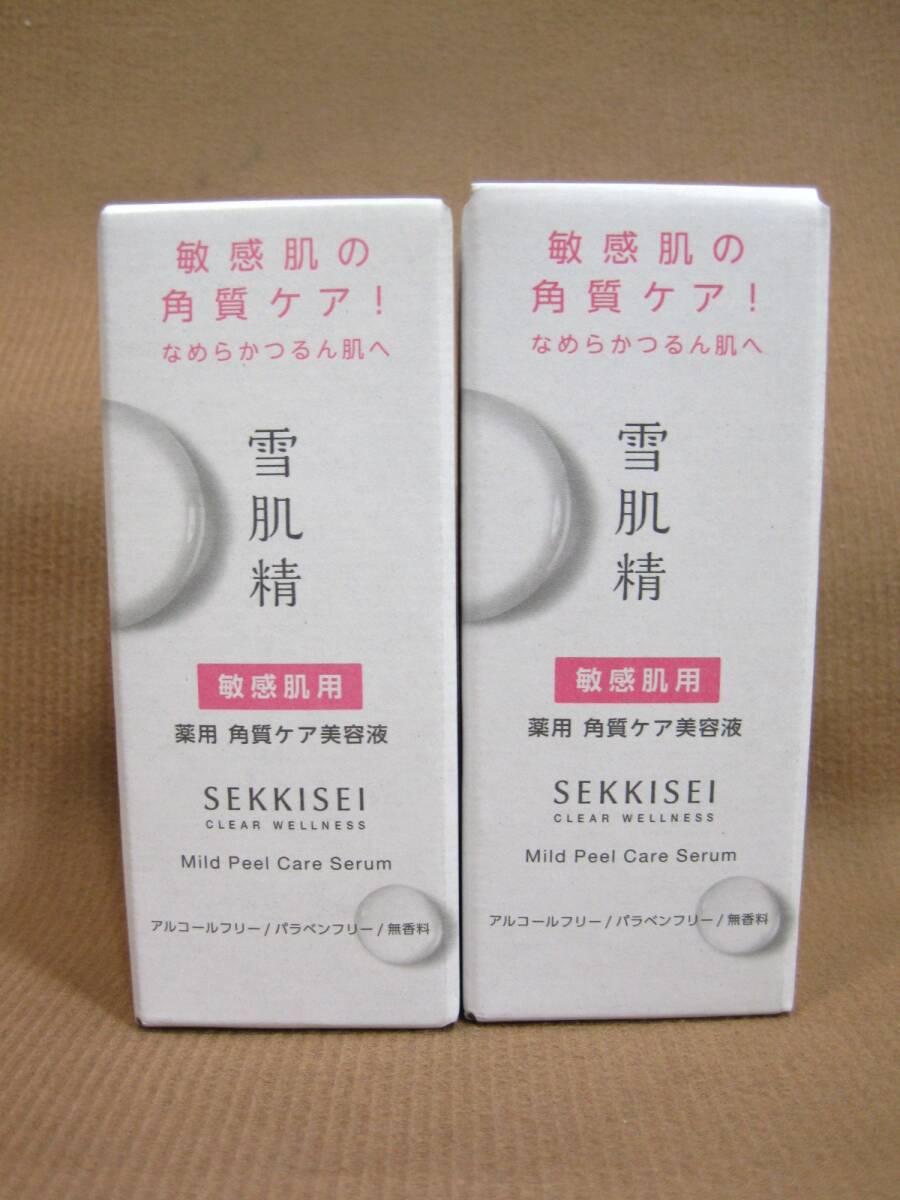 敏感肌の
角質ケア!
なめらかつるん肌へ
雪肌精
敏感肌用
薬用 角質ケア美容液
SEKKISEI
CLEAR WELLNESS
Mild Peel Care Serum
アルコールフリー/パラベンフリー/無香料
敏感肌の
角質ケア!
なめらかつるん肌へ
雪肌精
敏感肌用
薬用 角質ケア美容液
SEKKISEI
CLEAR WELLNESS
Mild Peel Care Serum
アルコールフリー/パラベンフリー/無香料